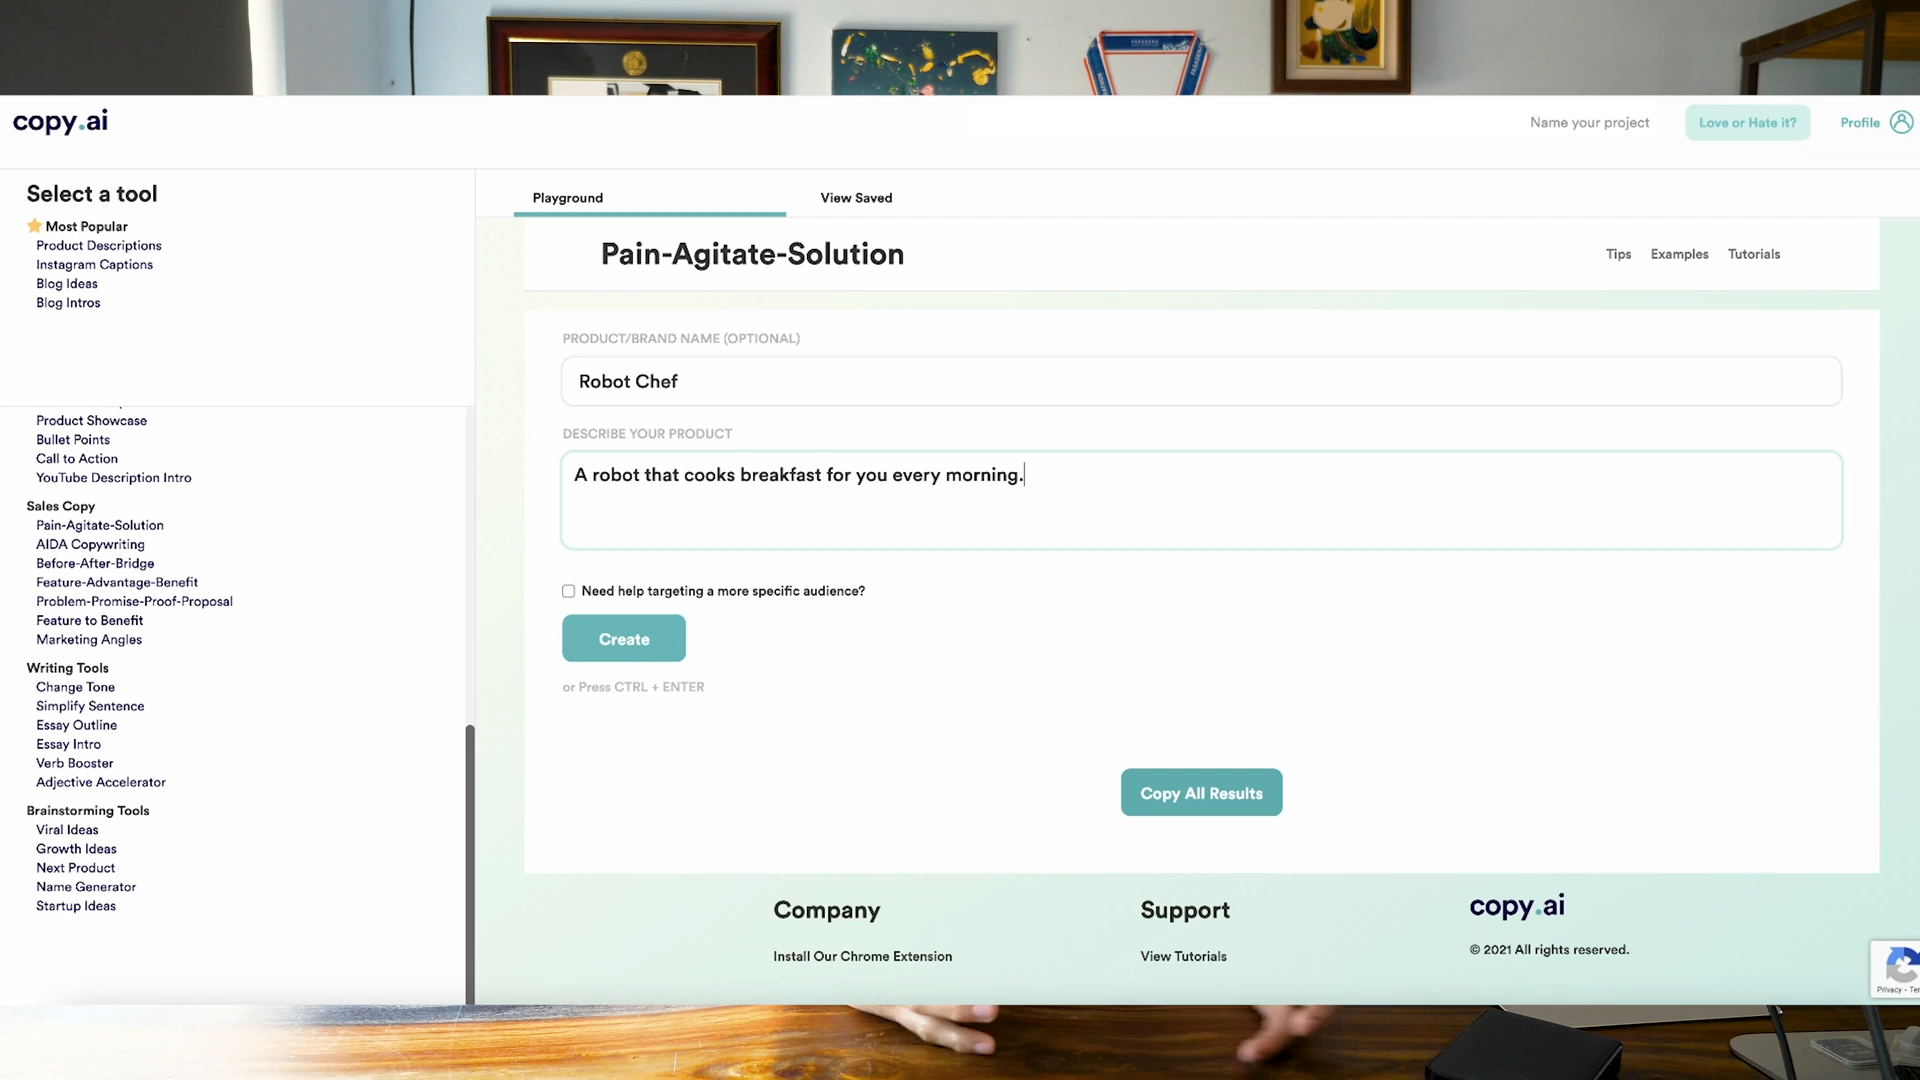 copy.ai
Name your project
Love or Hate it?
Profile
Select a tool
Most Popular
Product Descriptions
Instagram Captions
Blog Ideas
Blog Intros
Product Showcase
Bullet Points
Call to Action
YouTube Description Intro
Sales Copy
Pain-Agitate-Solution
AIDA Copywriting
Before-After-Bridge
Feature-Advantage-Benefit
Problem-Promise-Proof-Proposal
Feature to Benefit
Marketing Angles
Writing Tools
Change Tone
Simplify Sentence
Essay Outline
Essay Intro
Verb Booster
Adjective Accelerator
Brainstorming Tools
Viral Ideas
Growth Ideas
Next Product
Name Generator
Startup Ideas
Playground
View Saved
Pain-Agitate-Solution
Tips
Examples
Tutorials
PRODUCT/BRAND NAME (OPTIONAL)
Robot Chef
DESCRIBE YOUR PRODUCT
A robot that cooks breakfast for you every morning.
Need help targeting a more specific audience?
Create
or Press CTRL + ENTER
Copy All Results
Company
Install Our Chrome Extension
Support
View Tutorials
copy.ai
© 2021 All rights reserved.
Privacy - Ter